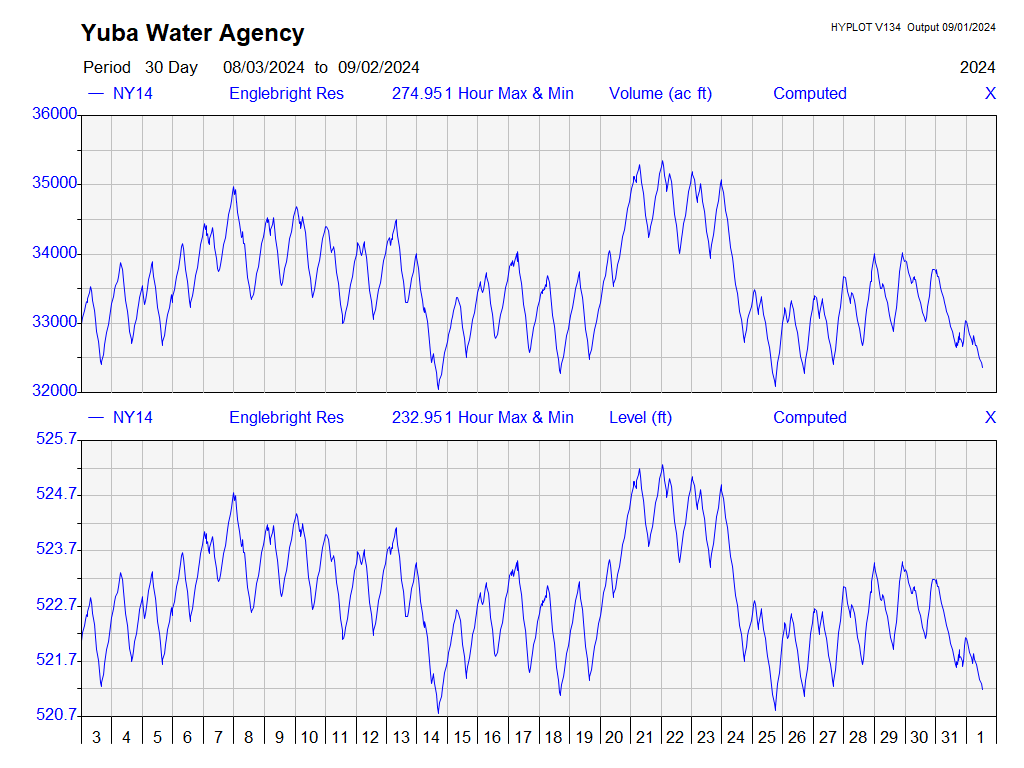 Yuba Water Agency
HYPLOT V134 Output 09/01/2024
Period 30 Day 08/03/2024 to 09/02/2024 2024
NY14 Englebright Res 274.951 Hour Max & Min Volume (ac ft) Computed X
36000
35000
34000
33000
32000
NY14 Englebright Res 232.951 Hour Max & Min Level (ft) Computed X
525.7
524.7
523.7
522.7
521.7
520.7
3 4 5 6 7 8 9 10 11 12 13 14 15 16 17 18 19 20 21 22 23 24 25 26 27 28 29 30 31 1